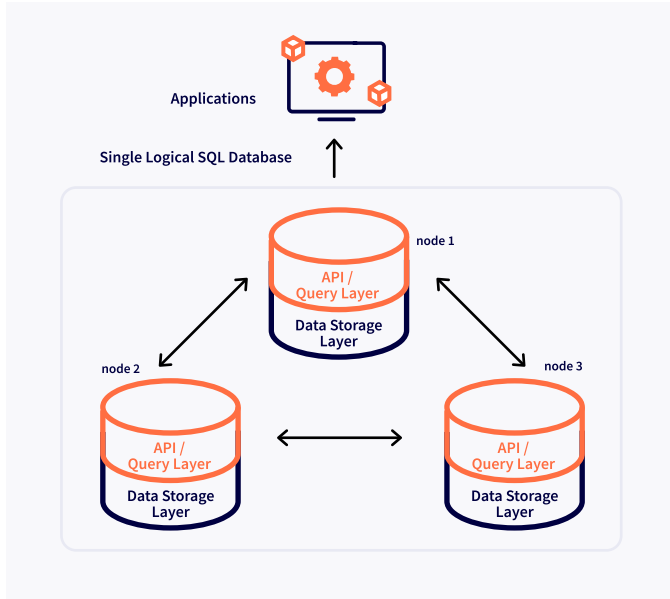 Applications
Single Logical SQL Database
node 1
API /
Query Layer
Data Storage
Layer
node 2
API /
Query Layer
Data Storage
Layer
node 3
API /
Query Layer
Data Storage
Layer